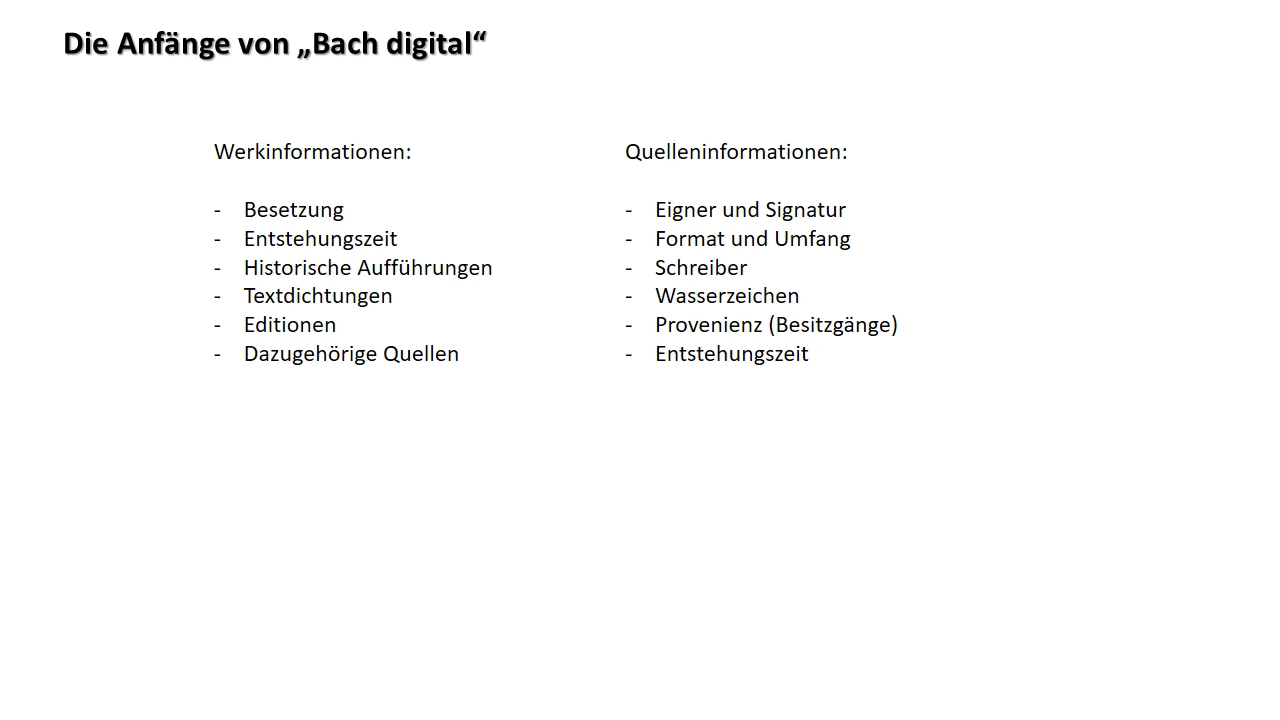 Die Anfänge von „Bach digital“
Werkinformationen:
- Besetzung
- Entstehungszeit
- Historische Aufführungen
- Textdichtungen
- Editionen
- Dazugehörige Quellen
Quelleninformationen:
- Eigner und Signatur
- Format und Umfang
- Schreiber
- Wasserzeichen
- Provenienz (Besitzgänge)
- Entstehungszeit